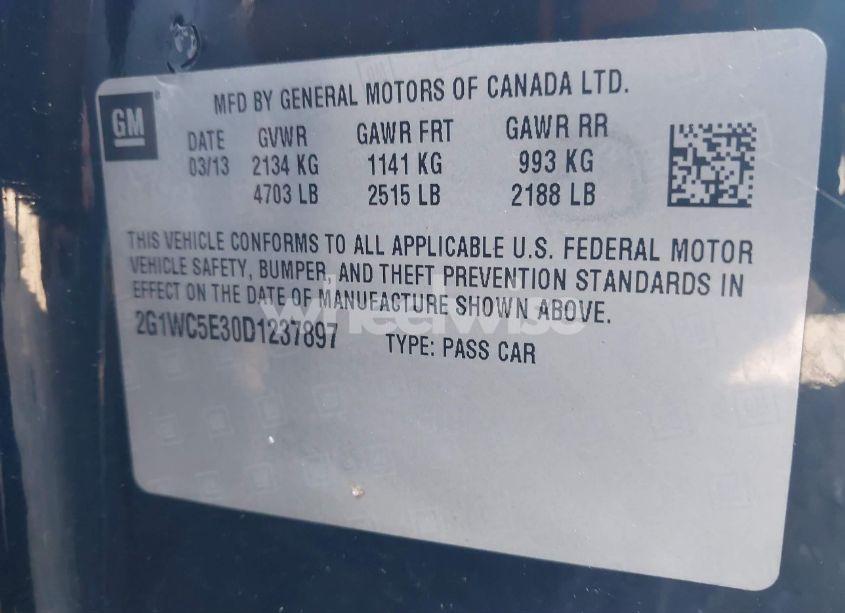 GM
MFD BY GENERAL MOTORS OF CANADA LTD.
DATE GVWR GAWR FRT GAWR RR
03/13 2134 KG 1141 KG 993 KG
4703 LB 2515 LB 2188 LB
THIS VEHICLE CONFORMS TO ALL APPLICABLE U.S. FEDERAL MOTOR
VEHICLE SAFETY, BUMPER, AND THEFT PREVENTION STANDARDS IN
EFFECT ON THE DATE OF MANUFACTURE SHOWN ABOVE.
2G1WC5E30D1237897 TYPE: PASS CAR
wheelwise